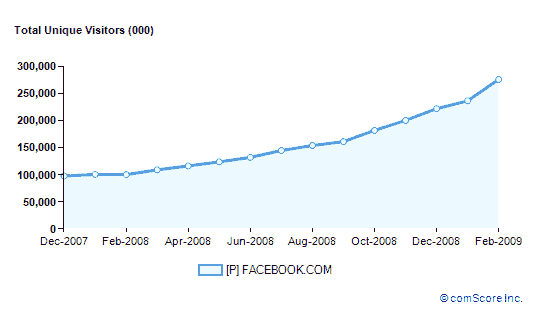 Total Unique Visitors (000)
300,000
250,000
200,000
150,000
100,000
50,000
0
Dec-2007 Feb-2008 Apr-2008 Jun-2008 Aug-2008 Oct-2008 Dec-2008 Feb-2009
[P] FACEBOOK.COM
© comScore Inc.